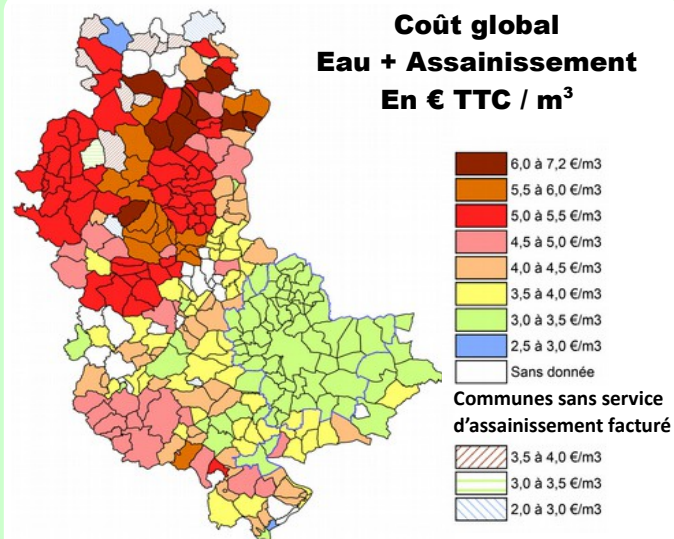 Coût global
Eau + Assainissement
En € TTC / m³
6,0 à 7,2 €/m3
5,5 à 6,0 €/m3
5,0 à 5,5 €/m3
4,5 à 5,0 €/m3
4,0 à 4,5 €/m3
3,5 à 4,0 €/m3
3,0 à 3,5 €/m3
2,5 à 3,0 €/m3
Sans donnée
Communes sans service
d’assainissement facturé
3,5 à 4,0 €/m3
3,0 à 3,5 €/m3
2,0 à 3,0 €/m3